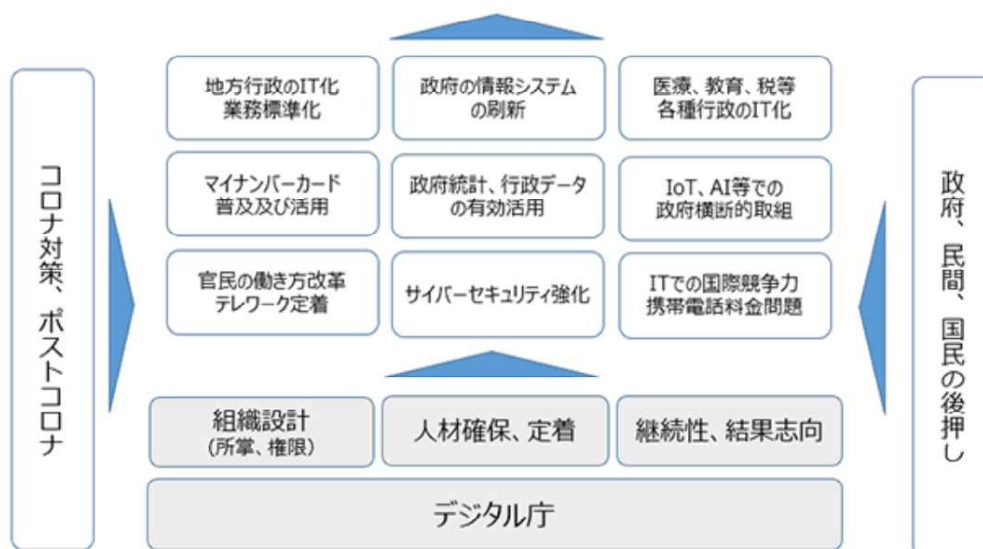 コロナ対策、ポストコロナ
地方行政のIT化
業務標準化
政府の情報システム
の刷新
医療、教育、税等
各種行政のIT化
マイナンバーカード
普及及び活用
政府統計、行政データ
の有効活用
IoT、AI等での
政府横断的取組
官民の働き方改革
テレワーク定着
サイバーセキュリティ強化
ITでの国際競争力
携帯電話料金問題
組織設計
(所掌、権限)
人材確保、定着
継続性、結果志向
デジタル庁
政府、民間、国民の後押し